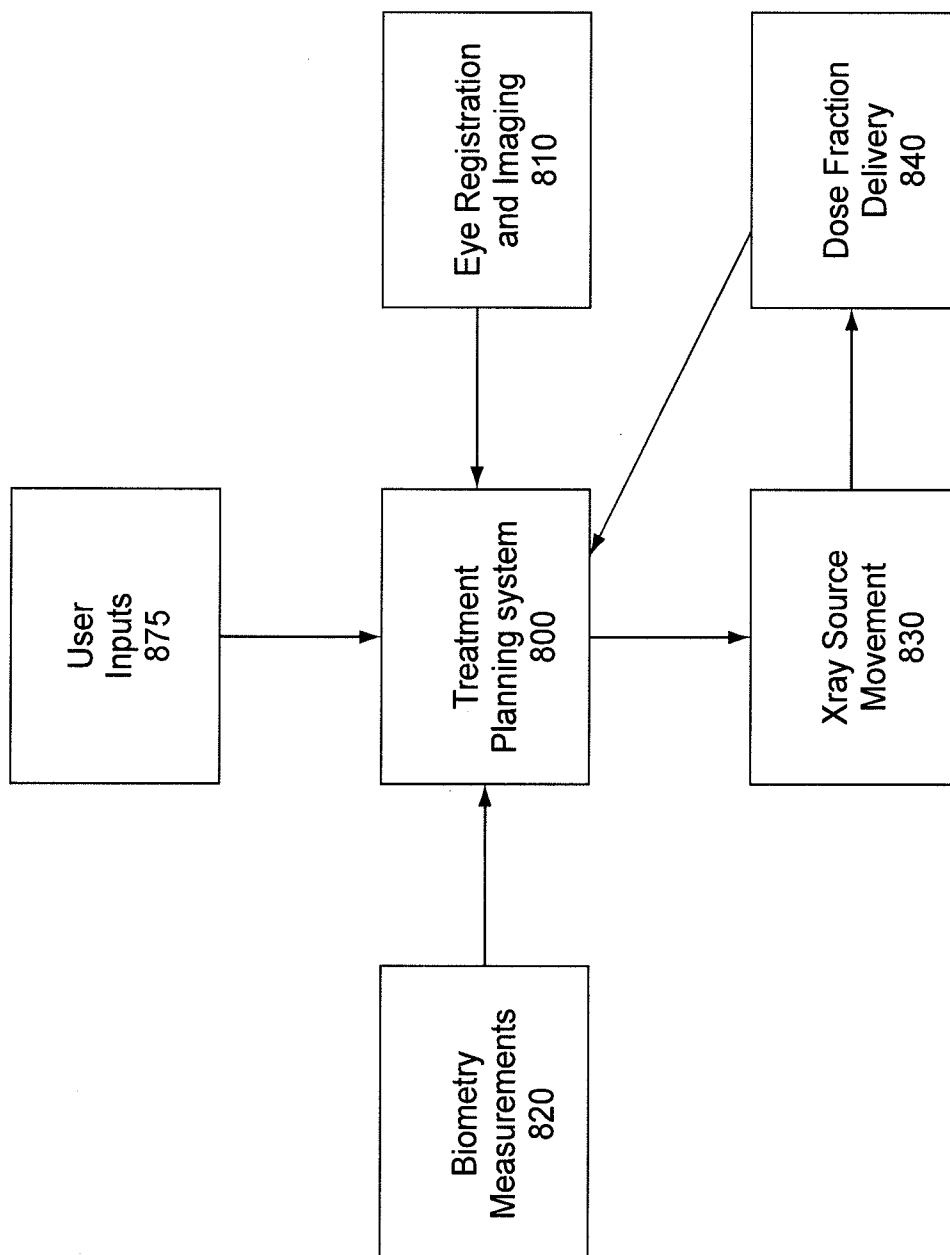 User
Inputs
875
Biometry
Measurements
820
Treatment
Planning system
800
Eye Registration
and Imaging
810
Xray Source
Movement
830
Dose Fraction
Delivery
840